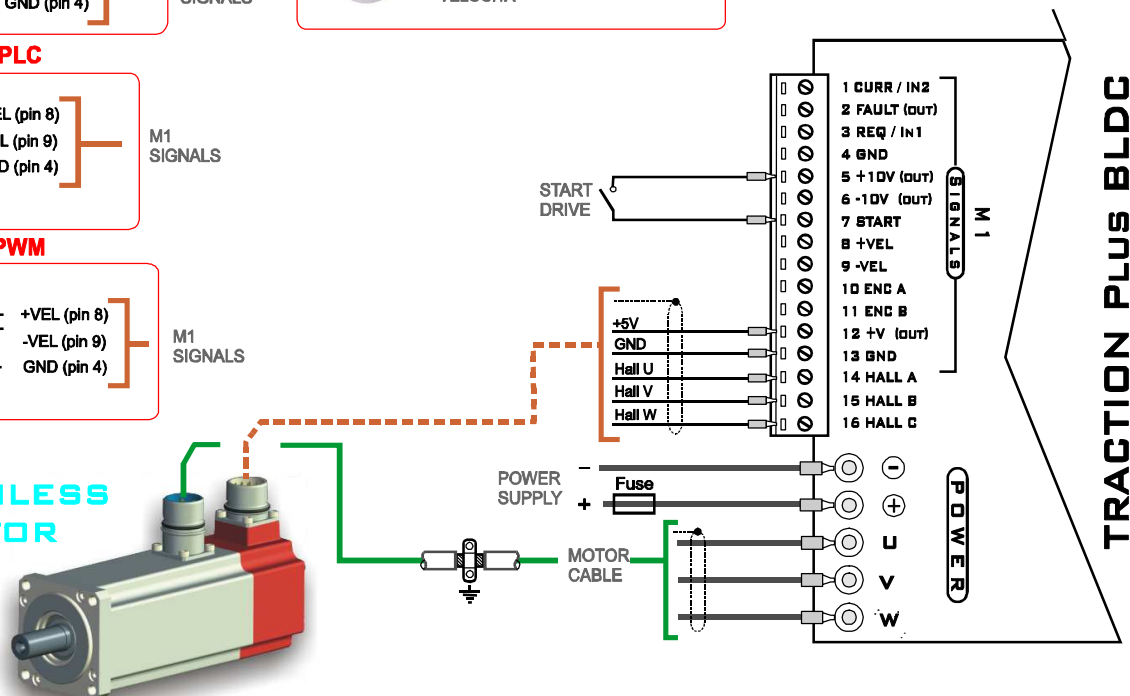 GND (pin 4)
SIGNALS
PLC
(pin 8)
(pin 9)
(pin 4)
M1
SIGNALS
PWM
+VEL (pin 8)
-VEL (pin 9)
GND (pin 4)
M1
SIGNALS
START
DRIVE
+5V
GND
Hall U
Hall V
Hall W
POWER
SUPPLY
−
+
Fuse
MOTOR
CABLE
1 CURR / IN2
2 FAULT (OUT)
3 REQ / IN1
4 GND
5 +10V (OUT)
6 -10V (OUT)
7 START
8 +VEL
9 -VEL
10 ENC A
11 ENC B
12 +V (OUT)
13 GND
14 HALL A
15 HALL B
16 HALL C
M1
SIGNALS
-
+
U
V
W
POWER
TRACTION PLUS BLDC